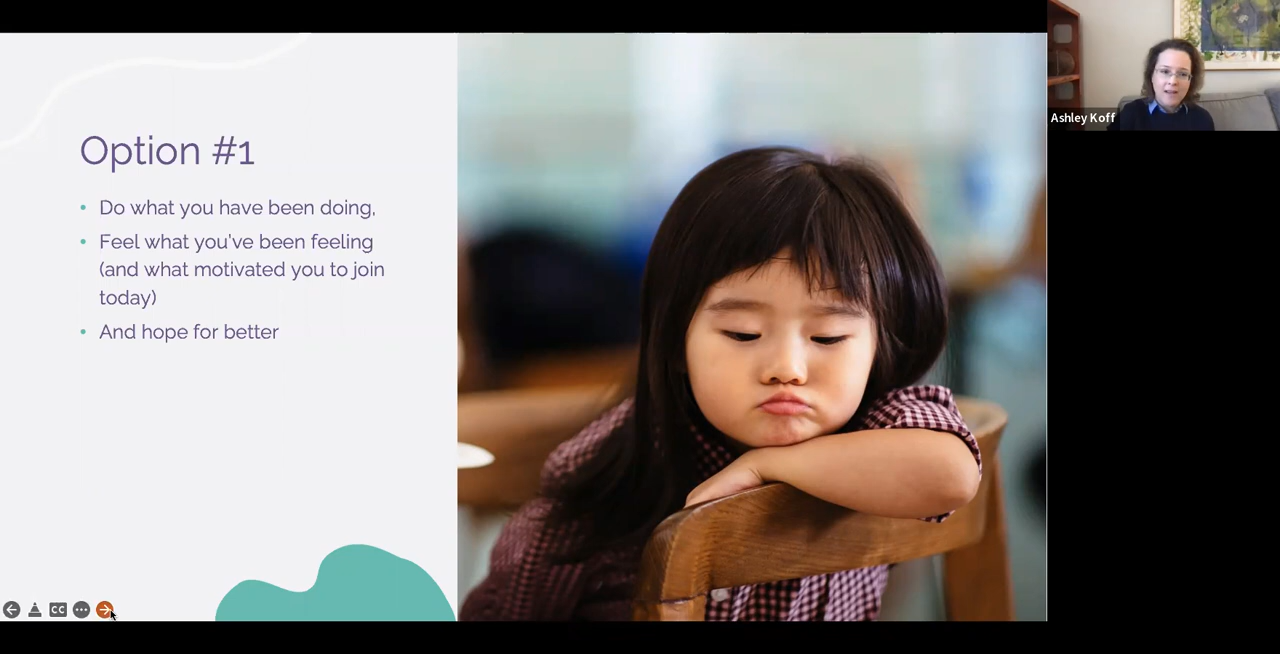 Option #1
• Do what you have been doing,
• Feel what you've been feeling
(and what motivated you to join
today)
• And hope for better
Ashley Koff
CC